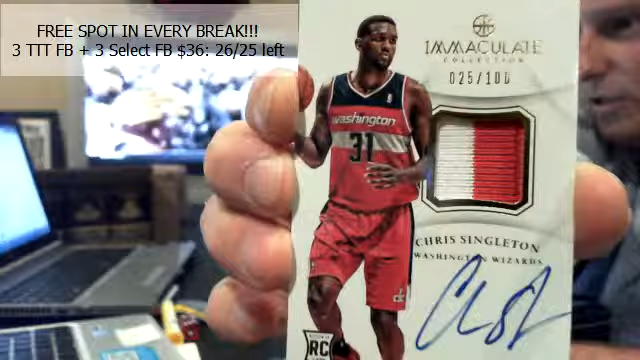 FREE SPOT IN EVERY BREAK!!!
3 TTT FB + 3 Select FB $36: 26/25 left
IMMACULATE
COLLECTION
025/100
washington
31
CHRIS SINGLETON
WASHINGTON WIZARDS
RC